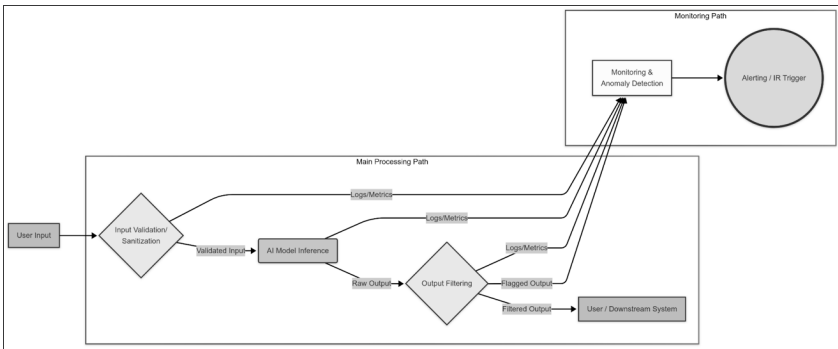 Monitoring Path
Monitoring &
Anomaly Detection
Alerting / IR Trigger
Main Processing Path
Logs/Metrics
User Input
Input Validation/
Sanitization
Logs/Metrics
Validated Input
AI Model Inference
Logs/Metrics
Raw Output
Output Filtering
Flagged Output
Filtered Output
User / Downstream System